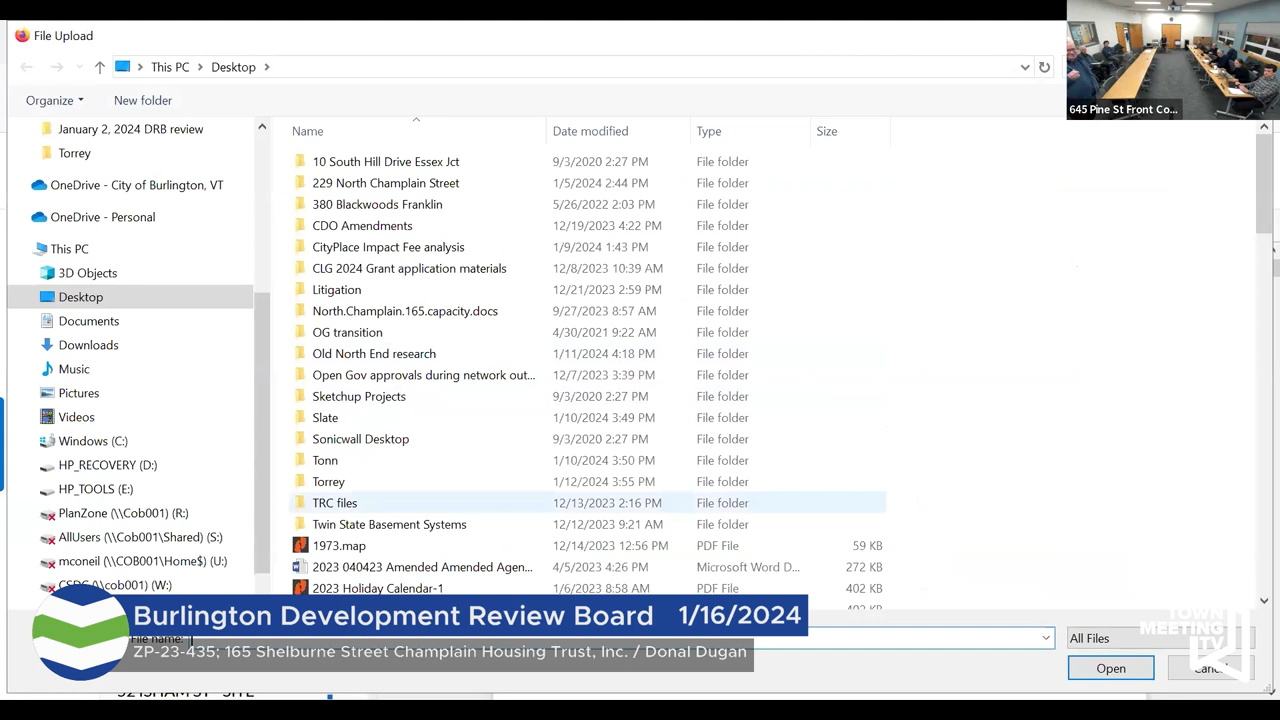 File Upload
This PC
Desktop
645 Pine St Front Co...
Organize
New folder
January 2, 2024 DRB review
Torrey
OneDrive - City of Burlington, VT
OneDrive - Personal
This PC
3D Objects
Desktop
Documents
Downloads
Music
Pictures
Videos
Windows (C:)
HP_RECOVERY (D:)
HP_TOOLS (E:)
PlanZone (\\Cob001) (R:)
AllUsers (\\Cob001\Shared) (S:)
mconeil (\\COB001\Home$) (U:)
(\\cob001) (W:)
Name Date modified Type Size
10 South Hill Drive Essex Jct 9/3/2020 2:27 PM File folder
229 North Champlain Street 1/5/2024 2:44 PM File folder
380 Blackwoods Franklin 5/26/2022 2:03 PM File folder
CDO Amendments 12/19/2023 4:22 PM File folder
CityPlace Impact Fee analysis 1/9/2024 1:43 PM File folder
CLG 2024 Grant application materials 12/8/2023 10:39 AM File folder
Litigation 12/21/2023 2:59 PM File folder
North.Champlain.165.capacity.docs 9/27/2023 8:57 AM File folder
OG transition 4/30/2021 9:22 AM File folder
Old North End research 1/11/2024 4:18 PM File folder
Open Gov approvals during network out... 12/7/2023 3:39 PM File folder
Sketchup Projects 9/3/2020 2:27 PM File folder
Slate 1/10/2024 3:49 PM File folder
Sonicwall Desktop 9/3/2020 2:27 PM File folder
Tonn 1/10/2024 3:50 PM File folder
Torrey 1/12/2024 3:55 PM File folder
TRC files 12/13/2023 2:16 PM File folder
Twin State Basement Systems 12/12/2023 9:21 AM File folder
1973.map 12/14/2023 12:56 PM PDF File 59 KB
2023 040423 Amended Amended Agen... 4/5/2023 4:26 PM Microsoft Word D... 272 KB
2023 Holiday Calendar-1 1/6/2023 8:58 AM PDF File 402 KB
Burlington Development Review Board 1/16/2024
File name:
All Files
ZP-23-435; 165 Shelburne Street Champlain Housing Trust, Inc. / Donal Dugan
TOWN
MEETING
TV
Open
Cancel